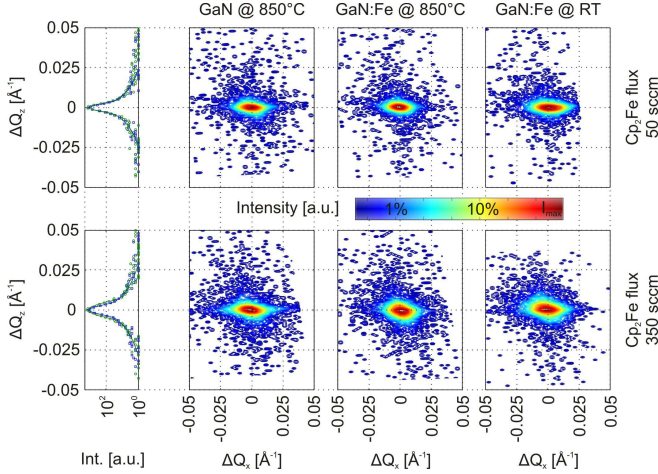 GaN @ 850°C GaN:Fe @ 850°C GaN:Fe @ RT
0.05
0.025
0
-0.025
-0.05
ΔQz [Å-1]
Cp2Fe flux
50 sccm
Intensity [a.u.] 1% 10% Imax
0.05
0.025
0
-0.025
-0.05
ΔQz [Å-1]
Cp2Fe flux
350 sccm
10² 10⁰ -0.05 -0.025 0 0.025 0.05 -0.05 -0.025 0 0.025 0.05 -0.05 -0.025 0 0.025 0.05
Int. [a.u.] ΔQx [Å-1] ΔQx [Å-1] ΔQx [Å-1]